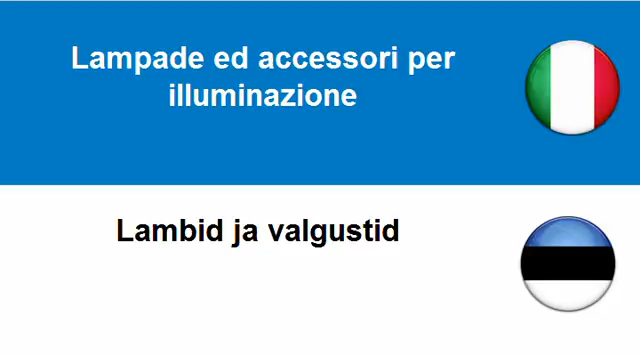 Lampade ed accessori per
illuminazione
Lambid ja valgustid